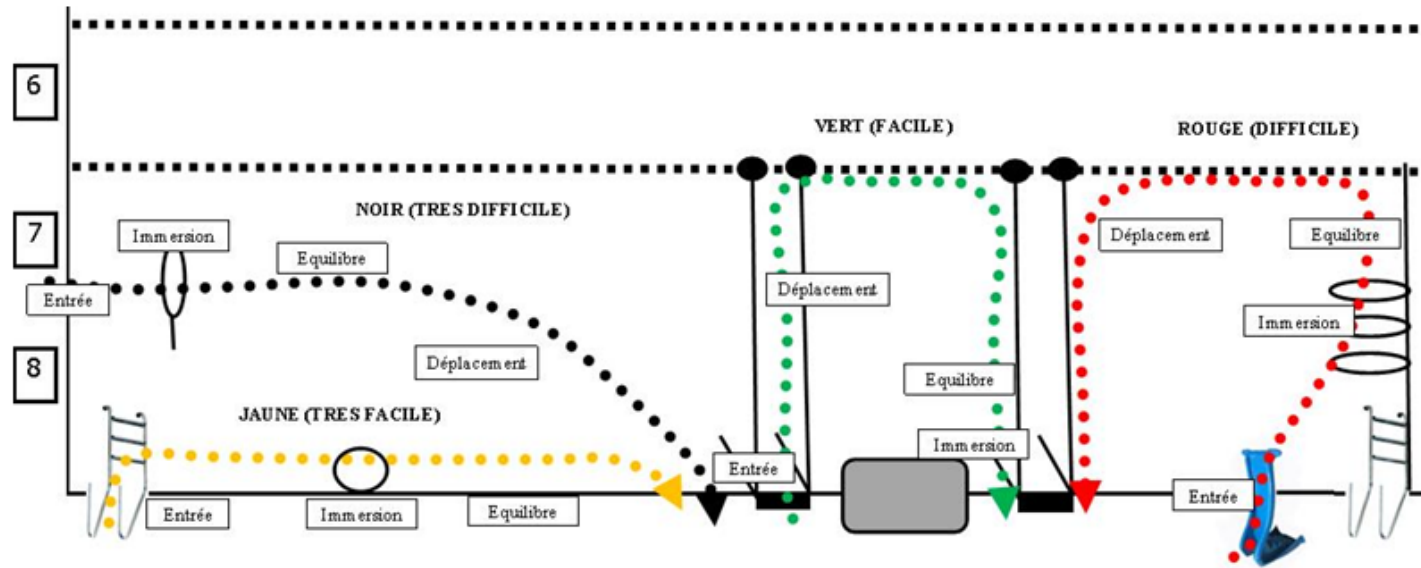 6
VERT (FACILE)
ROUGE (DIFFICILE)
NOIR (TRES DIFFICILE)
7
Immersion
Déplacement
Equilibre
Equilibre
Entrée
Déplacement
Immersion
8
Déplacement
Equilibre
JAUNE (TRES FACILE)
Immersion
Entrée
Entrée
Entrée
Immersion
Equilibre